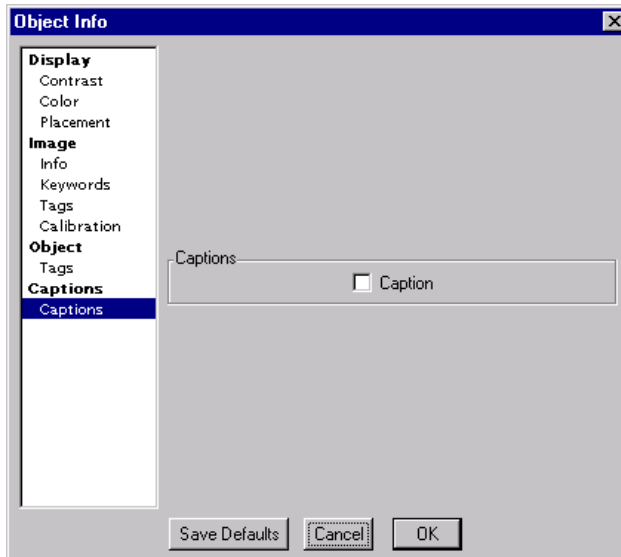 Object Info
Display
Contrast
Color
Placement
Image
Info
Keywords
Tags
Calibration
Object
Tags
Captions
Captions
Captions
Caption
Save Defaults
Cancel
OK